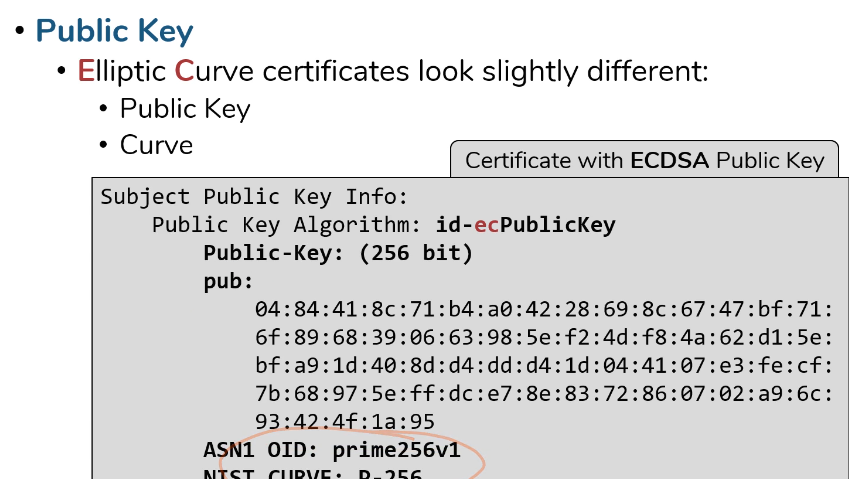 • Public Key
• Elliptic Curve certificates look slightly different:
• Public Key
• Curve
Certificate with ECDSA Public Key
Subject Public Key Info:
Public Key Algorithm: id-ecPublicKey
Public-Key: (256 bit)
pub:
04:84:41:8c:71:b4:a0:42:28:69:8c:67:47:bf:71:
6f:89:68:39:06:63:98:5e:f2:4d:f8:4a:62:d1:5e:
bf:a9:1d:40:8d:d4:dd:d4:1d:04:41:07:e3:fe:cf:
7b:68:97:5e:ff:dc:e7:8e:83:72:86:07:02:a9:6c:
93:42:4f:1a:95
ASN1 OID: prime256v1
NIST CURVE: P-256